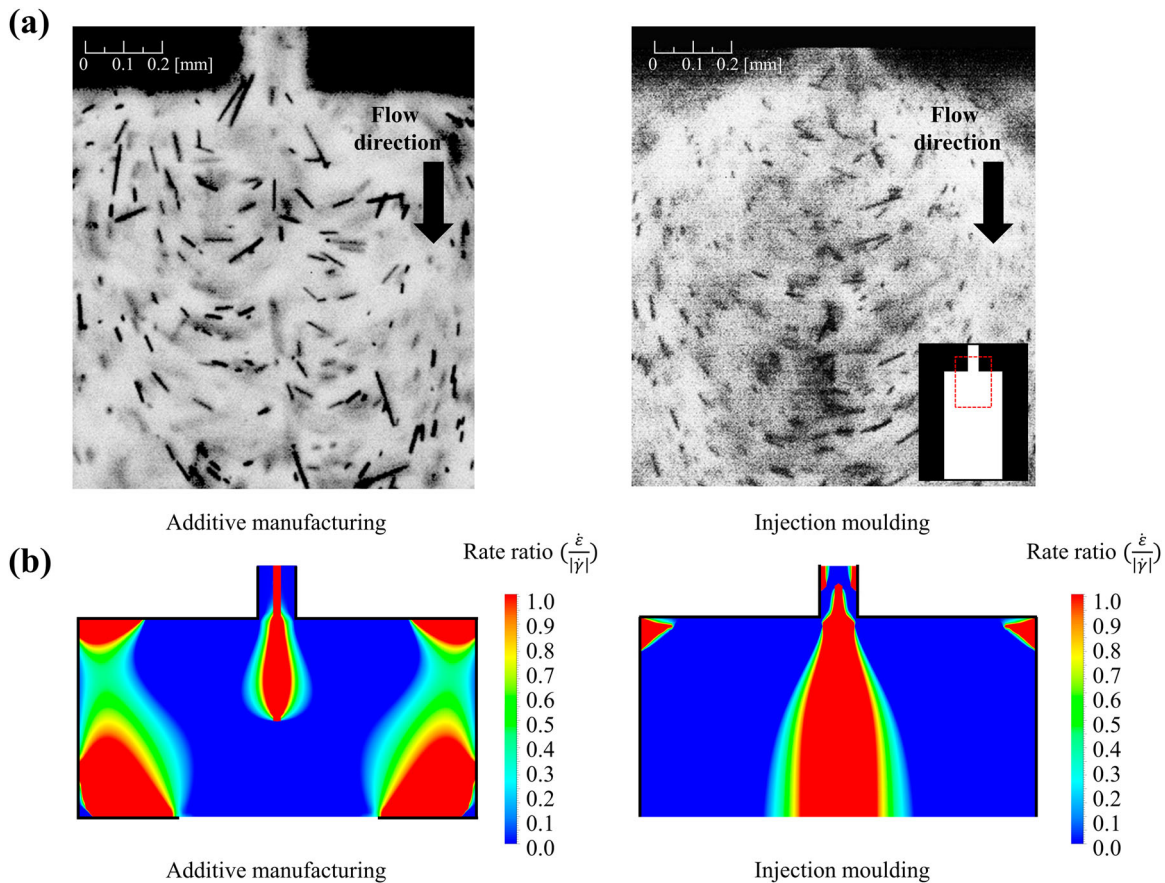 (a)
0 0.1 0.2 [mm]
Flow
direction
0 0.1 0.2 [mm]
Flow
direction
Additive manufacturing
Injection moulding
(b)
Rate ratio (ε̇/|γ̇|)
1.0
0.9
0.8
0.7
0.6
0.5
0.4
0.3
0.2
0.1
0.0
Rate ratio (ε̇/|γ̇|)
1.0
0.9
0.8
0.7
0.6
0.5
0.4
0.3
0.2
0.1
0.0
Additive manufacturing
Injection moulding